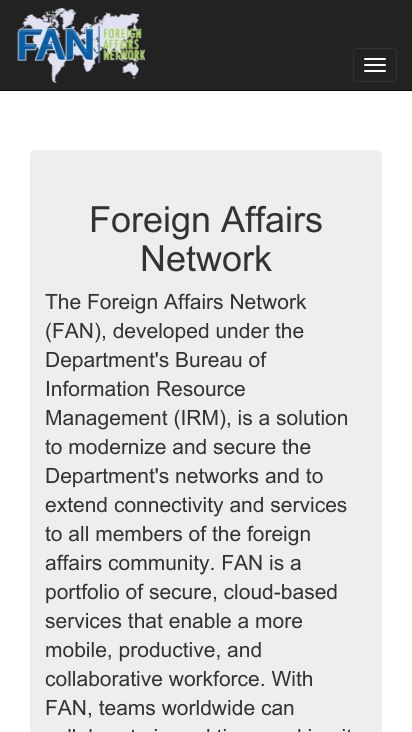 FAN
FOREIGN
AFFAIRS
NETWORK
Foreign Affairs
Network
The Foreign Affairs Network
(FAN), developed under the
Department's Bureau of
Information Resource
Management (IRM), is a solution
to modernize and secure the
Department's networks and to
extend connectivity and services
to all members of the foreign
affairs community. FAN is a
portfolio of secure, cloud-based
services that enable a more
mobile, productive, and
collaborative workforce. With
FAN, teams worldwide can